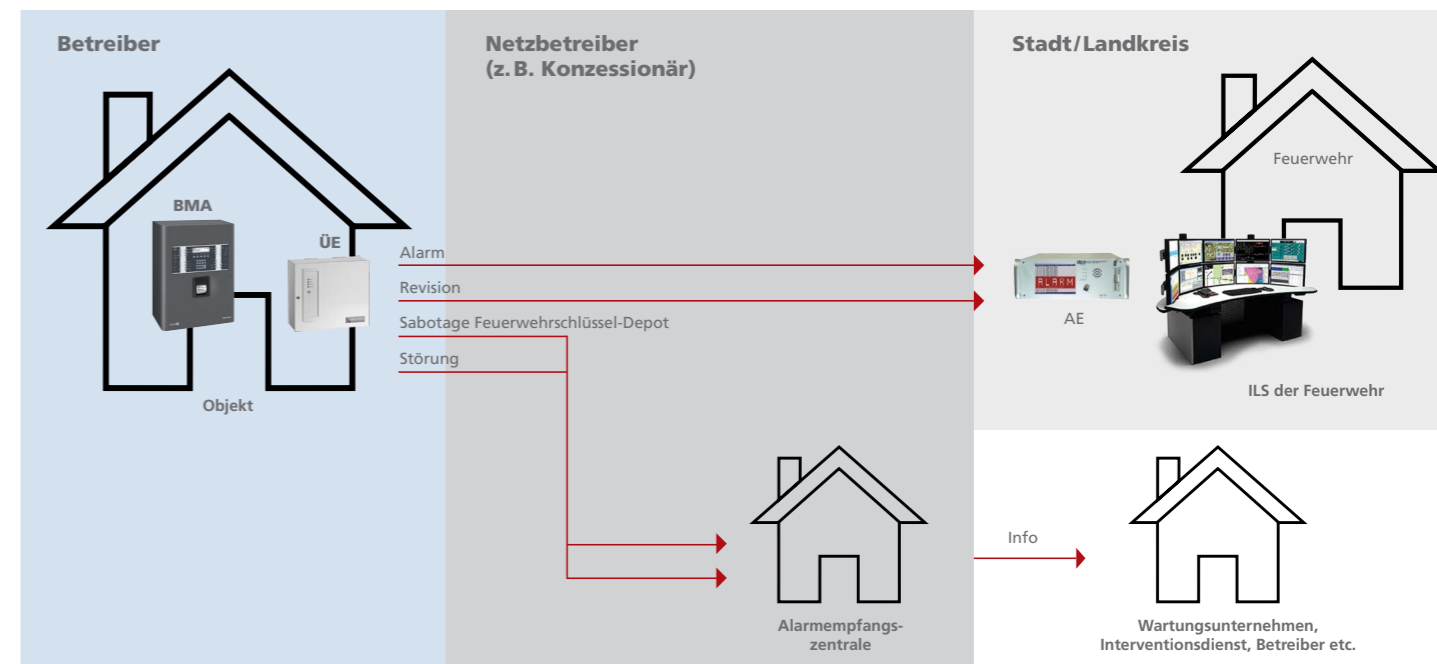 Betreiber
Netzbetreiber
(z. B. Konzessionär)
Stadt/Landkreis
Feuerwehr
BMA
ÜE
Alarm
Revision
Sabotage Feuerwehrschlüssel-Depot
Störung
ALARM
AE
Objekt
ILS der Feuerwehr
Info
Alarmempfangs-
zentrale
Wartungsunternehmen,
Interventionsdienst, Betreiber etc.